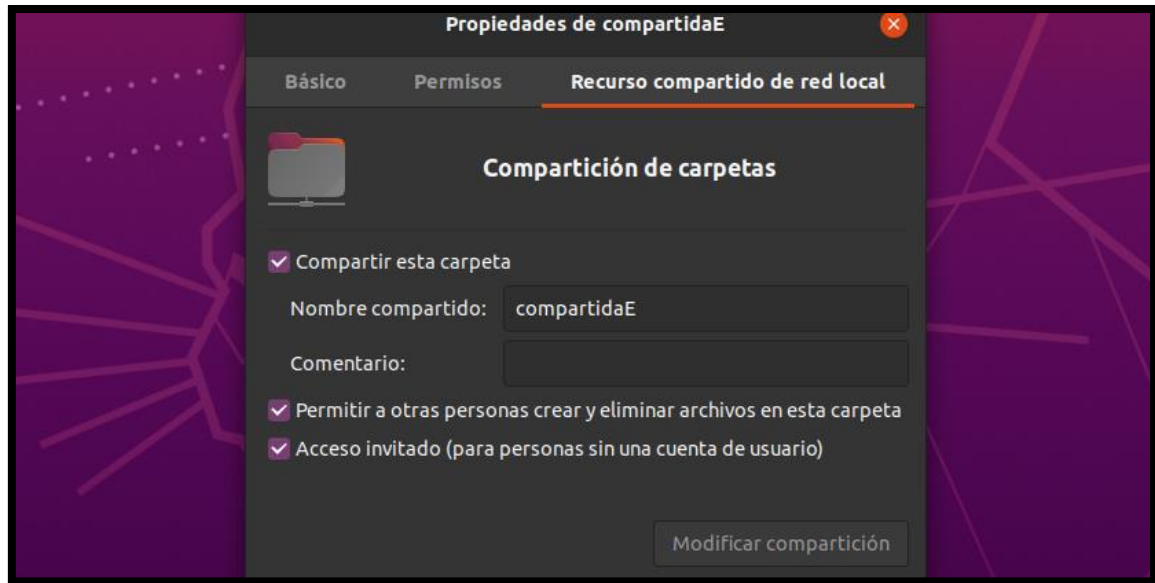 Propiedades de compartidaE
Básico Permisos Recurso compartido de red local
Compartición de carpetas
Compartir esta carpeta
Nombre compartido: compartidaE
Comentario:
Permitir a otras personas crear y eliminar archivos en esta carpeta
Acceso invitado (para personas sin una cuenta de usuario)
Modificar compartición